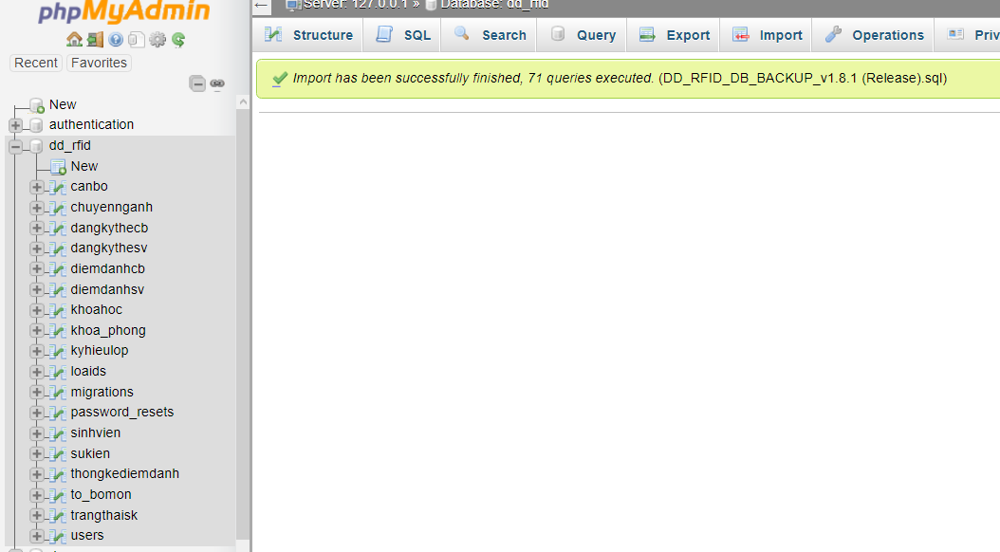 phpMyAdmin
Recent Favorites
New
authentication
dd_rfid
New
canbo
chuyennganh
dangkythecb
dangkythesv
diemdanhcb
diemdanhsv
khoahoc
khoa_phong
kyhieulop
loaids
migrations
password_resets
sinhvien
sukien
thongkediemdanh
to_bomon
trangthaisk
users
Server: 127.0.0.1 » Database: dd_rfid
Structure SQL Search Query Export Import Operations Priv
Import has been successfully finished, 71 queries executed. (DD_RFID_DB_BACKUP_v1.8.1 (Release).sql)